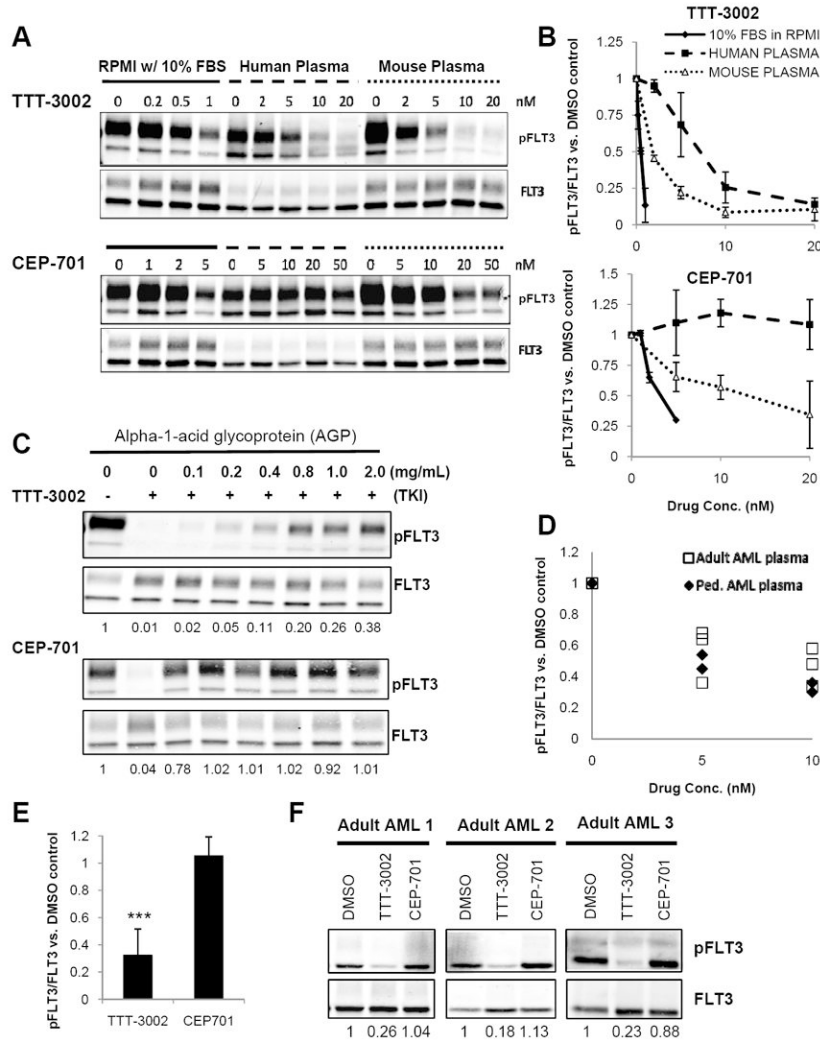 A
RPMI w/ 10% FBS Human Plasma Mouse Plasma
TTT-3002 0 0.2 0.5 1 0 2 5 10 20 0 2 5 10 20 nM
pFLT3
FLT3
CEP-701 0 1 2 5 0 5 10 20 50 0 5 10 20 50 nM
pFLT3
FLT3
B
TTT-3002
10% FBS in RPMI
HUMAN PLASMA
MOUSE PLASMA
pFLT3/FLT3 vs. DMSO control
1.25
1
0.75
0.5
0.25
0
0 10 20
CEP-701
pFLT3/FLT3 vs. DMSO control
1.5
1.25
1
0.75
0.5
0.25
0
0 10 20
Drug Conc. (nM)
C
Alpha-1-acid glycoprotein (AGP)
0 0 0.1 0.2 0.4 0.8 1.0 2.0 (mg/mL)
TTT-3002 - + + + + + + + (TKI)
pFLT3
FLT3
1 0.01 0.02 0.05 0.11 0.20 0.26 0.38
CEP-701
pFLT3
FLT3
1 0.04 0.78 1.02 1.01 1.02 0.92 1.01
D
Adult AML plasma
Ped. AML plasma
pFLT3/FLT3 vs. DMSO control
1.2
1
0.8
0.6
0.4
0.2
0
0 5 10
Drug Conc. (nM)
E
pFLT3/FLT3 vs. DMSO control
1.2
1
0.8
0.6
0.4
0.2
0
***
TTT-3002 CEP701
F
Adult AML 1 Adult AML 2 Adult AML 3
DMSO TTT-3002 CEP-701 DMSO TTT-3002 CEP-701 DMSO TTT-3002 CEP-701
pFLT3
FLT3
1 0.26 1.04 1 0.18 1.13 1 0.23 0.88